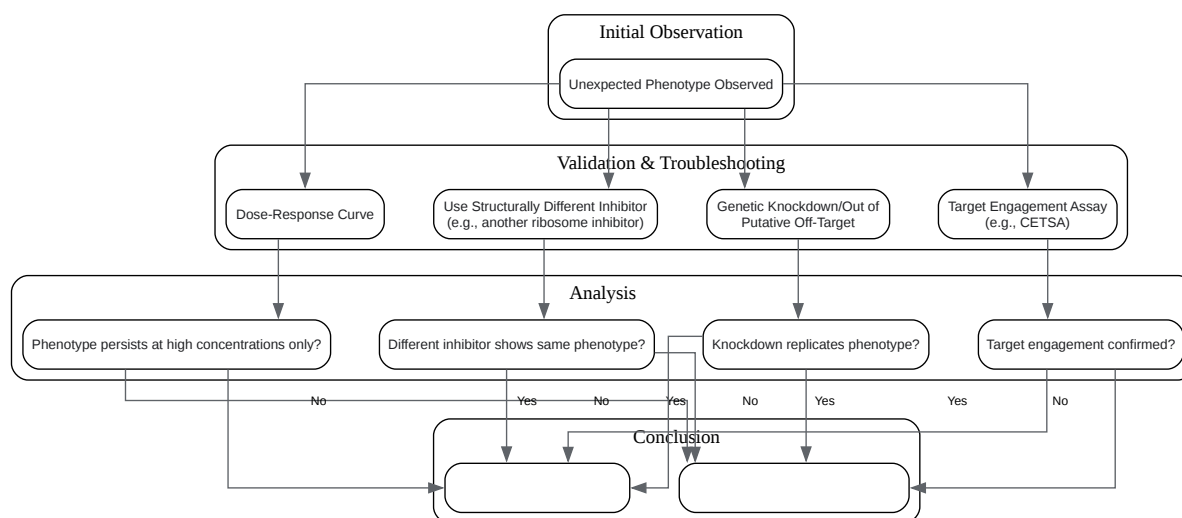 Initial Observation
Unexpected Phenotype Observed
Validation & Troubleshooting
Dose-Response Curve
Use Structurally Different Inhibitor
(e.g., another ribosome inhibitor)
Genetic Knockdown/Out of
Putative Off-Target
Target Engagement Assay
(e.g., CETSA)
Analysis
Phenotype persists at high concentrations only?
Different inhibitor shows same phenotype?
Knockdown replicates phenotype?
Target engagement confirmed?
No
Yes
No
Yes
No
Yes
Yes
No
Conclusion